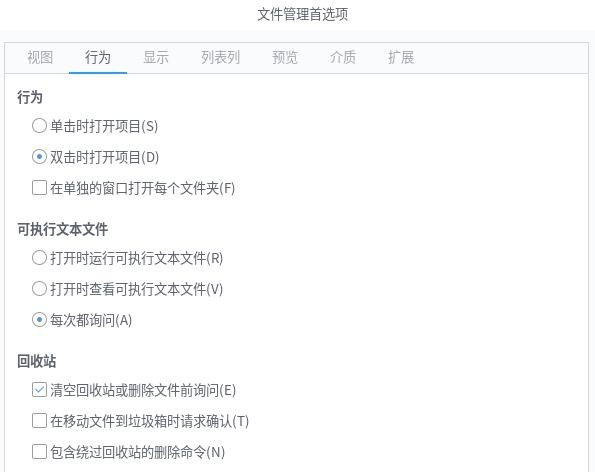 文件管理首选项
视图 行为 显示 列表列 预览 介质 扩展
行为
单击时打开项目(S)
双击时打开项目(D)
在单独的窗口打开每个文件夹(F)
可执行文本文件
打开时运行可执行文本文件(R)
打开时查看可执行文本文件(V)
每次都询问(A)
回收站
清空回收站或删除文件前询问(E)
在移动文件到垃圾箱时请求确认(T)
包含绕过回收站的删除命令(N)